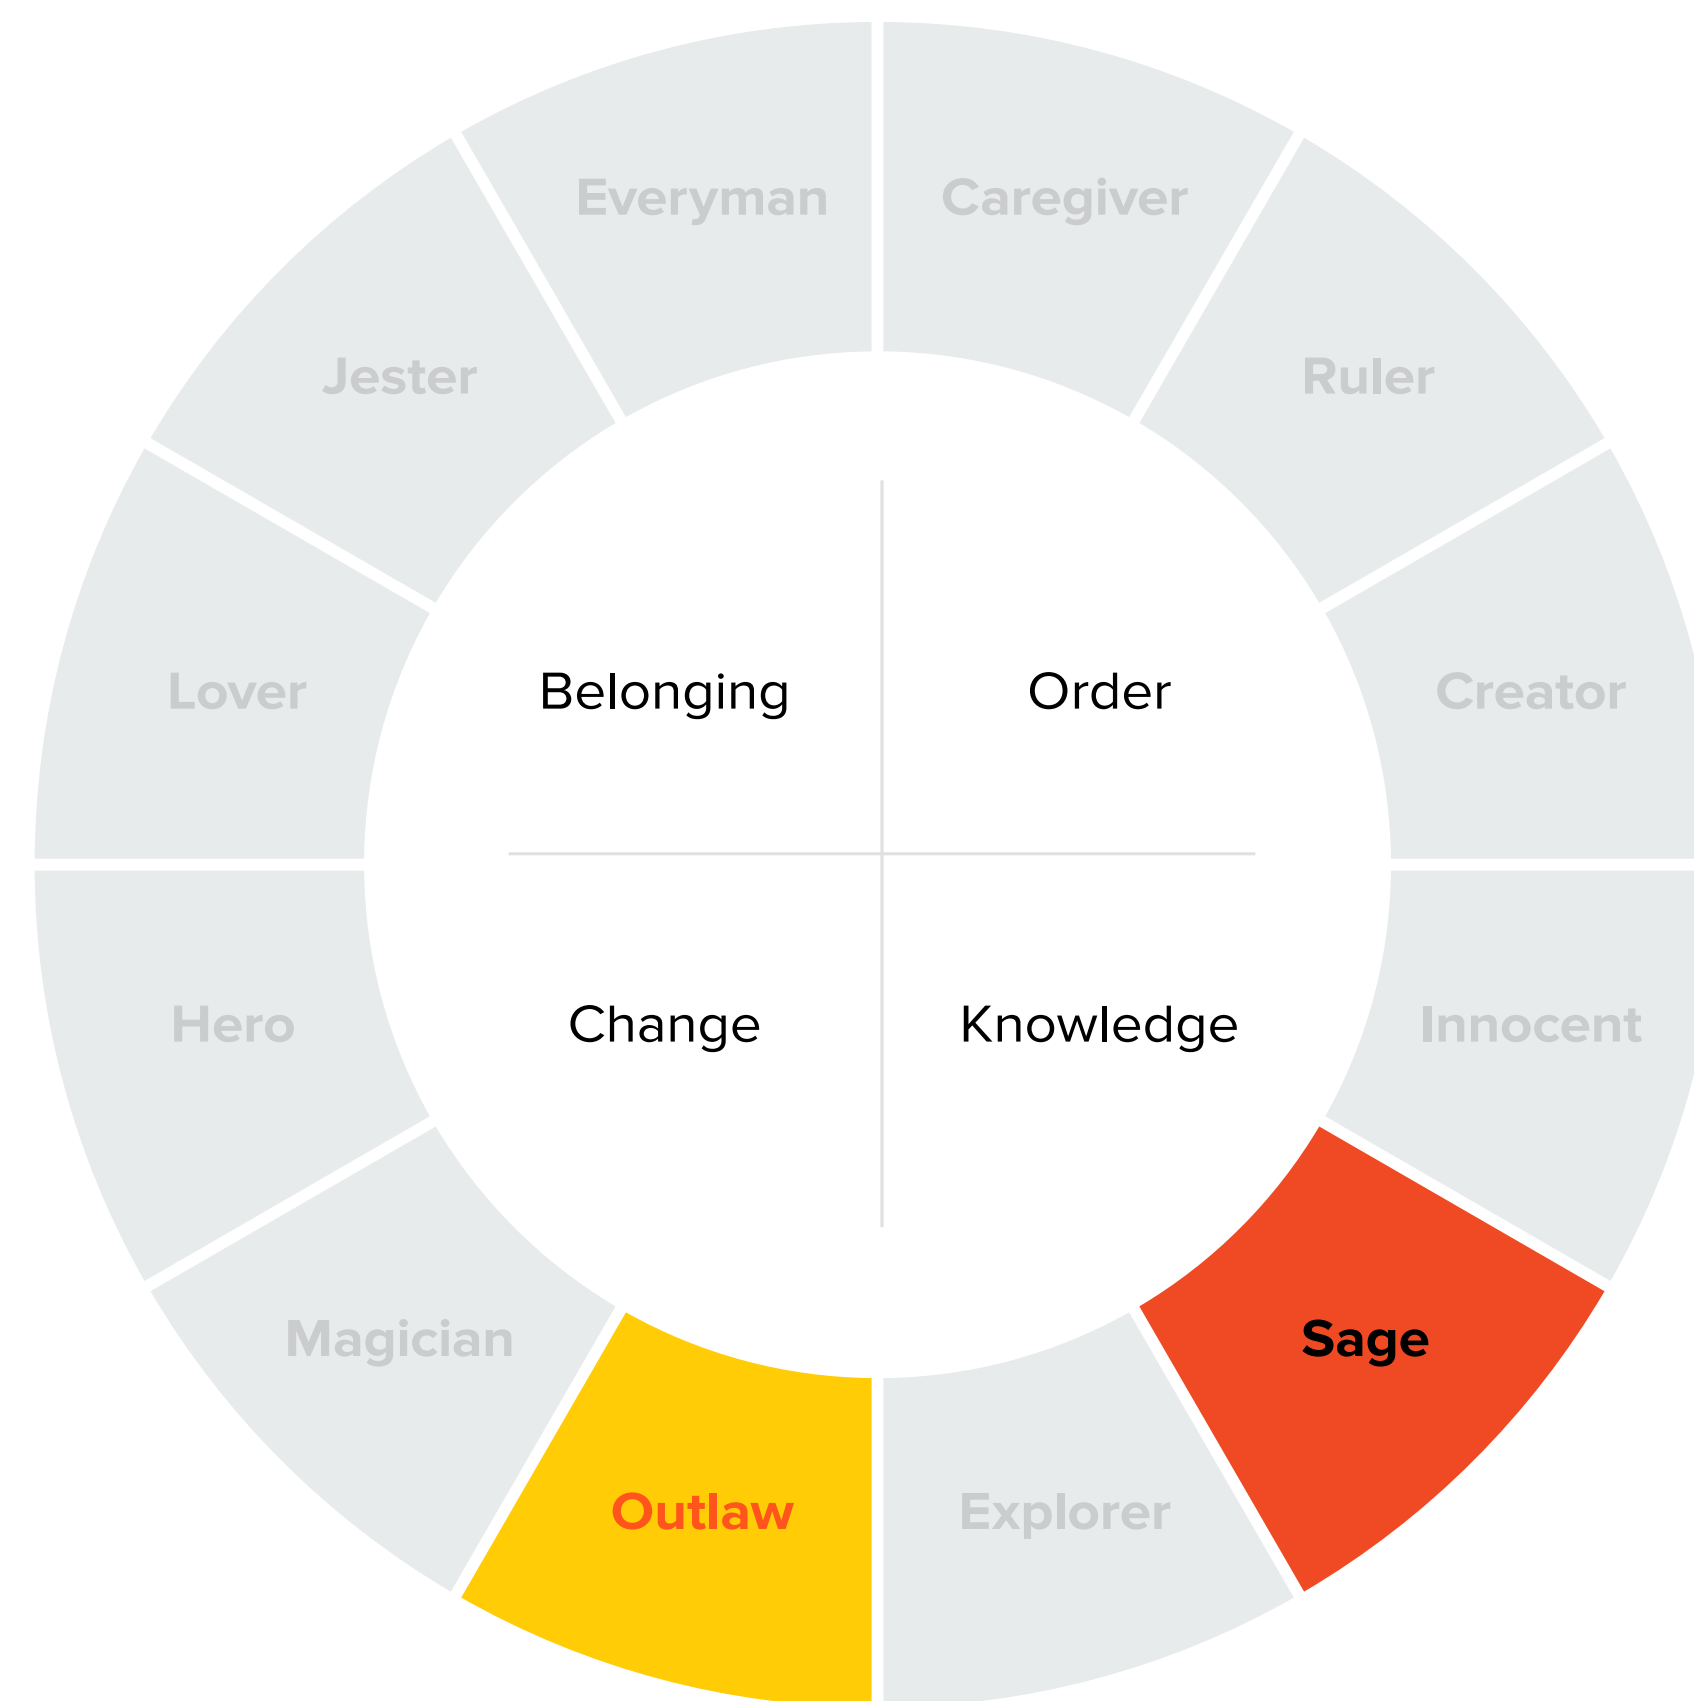 Everyman
Caregiver
Jester
Ruler
Lover
Belonging
Order
Creator
Hero
Change
Knowledge
Innocent
Magician
Sage
Outlaw
Explorer